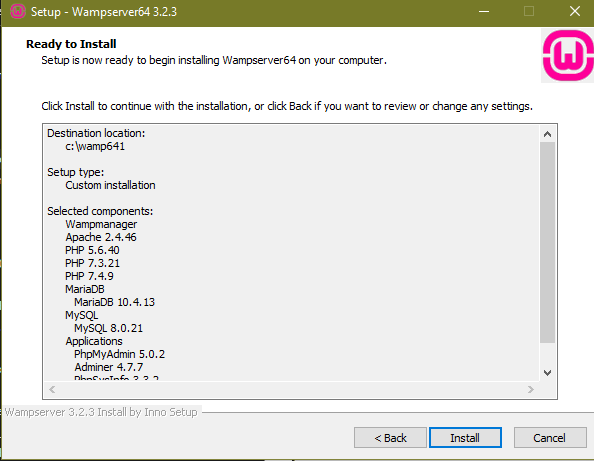 Setup - Wampserver64 3.2.3
Ready to Install
Setup is now ready to begin installing Wampserver64 on your computer.
Click Install to continue with the installation, or click Back if you want to review or change any settings.
Destination location:
c:\wamp641
Setup type:
Custom installation
Selected components:
Wampmanager
Apache 2.4.46
PHP 5.6.40
PHP 7.3.21
PHP 7.4.9
MariaDB
MariaDB 10.4.13
MySQL
MySQL 8.0.21
Applications
PhpMyAdmin 5.0.2
Adminer 4.7.7
PhpSysInfo 3.3.2
Wampserver 3.2.3 Install by Inno Setup
< Back
Install
Cancel